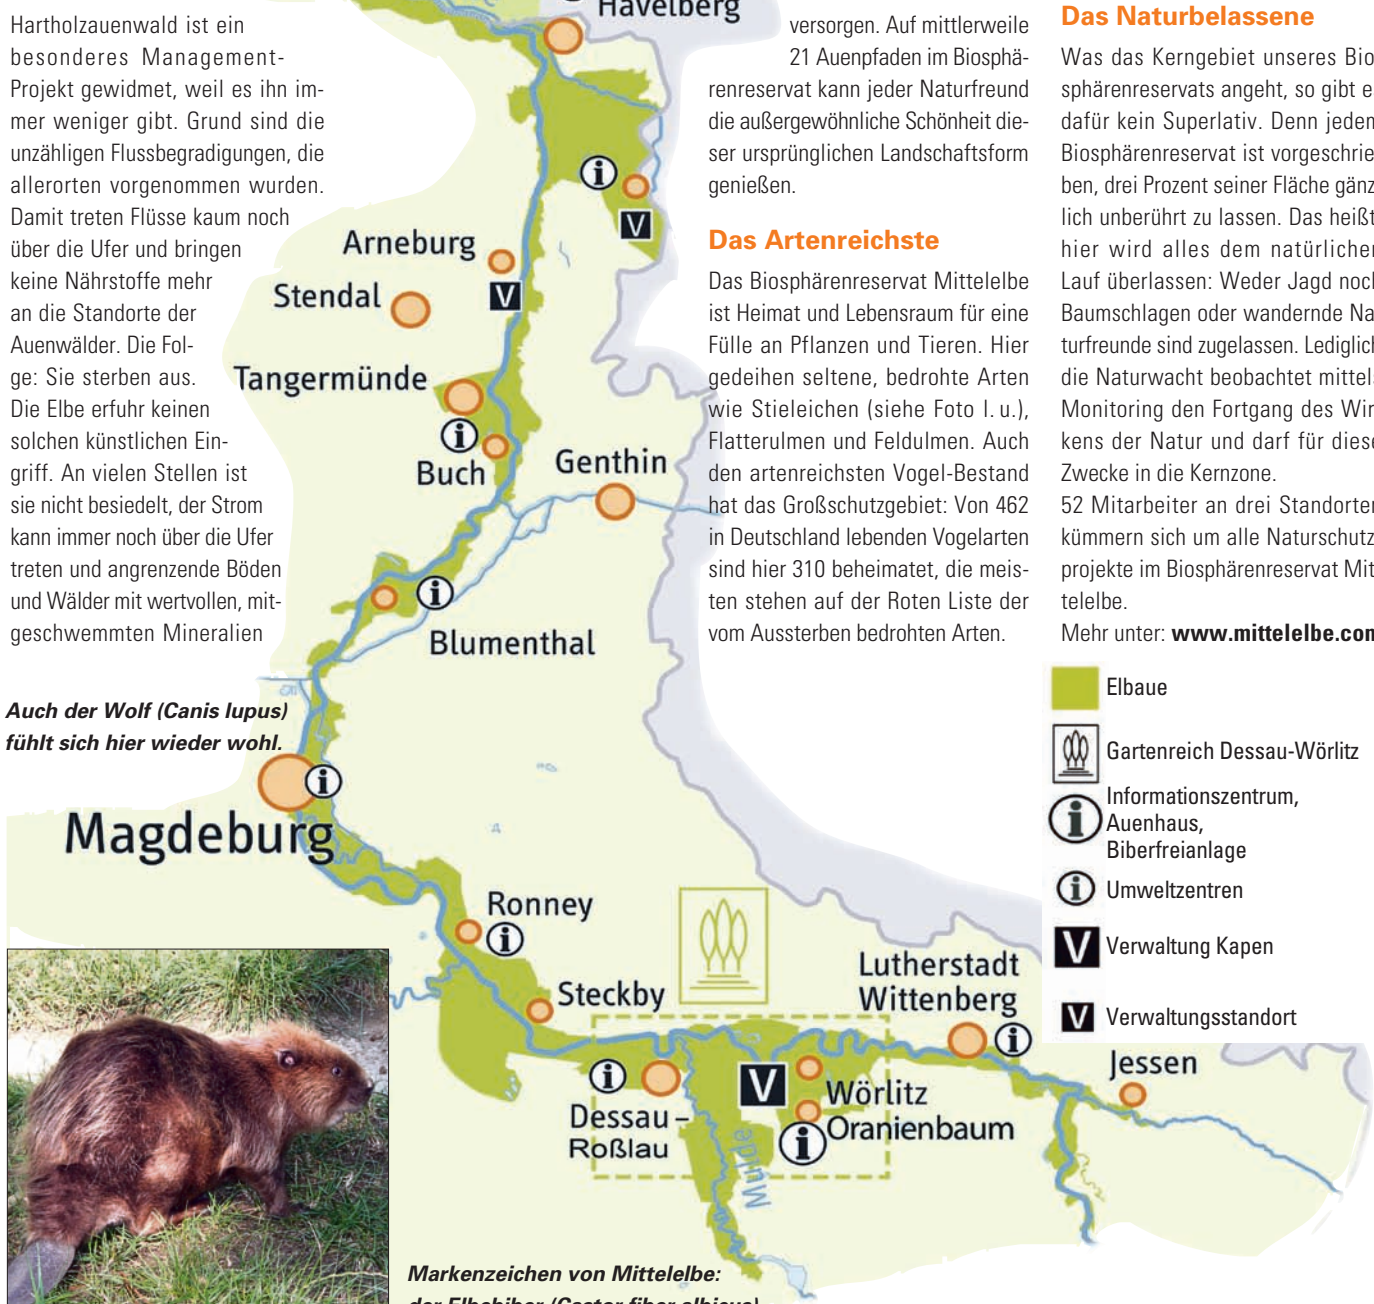 Hartholzauenwald ist ein
besonderes Management-
Projekt gewidmet, weil es ihn im-
mer weniger gibt. Grund sind die
unzähligen Flussbegradigungen, die
allerorten vorgenommen wurden.
Damit treten Flüsse kaum noch
über die Ufer und bringen
keine Nährstoffe mehr
an die Standorte der
Auenwälder. Die Fol-
ge: Sie sterben aus.
Die Elbe erfuhr keinen
solchen künstlichen Ein-
griff. An vielen Stellen ist
sie nicht besiedelt, der Strom
kann immer noch über die Ufer
treten und angrenzende Böden
und Wälder mit wertvollen, mit-
geschwemmten Mineralien
versorgen. Auf mittlerweile
21 Auenpfaden im Biosphä-
renreservat kann jeder Naturfreund
die außergewöhnliche Schönheit die-
ser ursprünglichen Landschaftsform
genießen.
Das Artenreichste
Das Biosphärenreservat Mittelelbe
ist Heimat und Lebensraum für eine
Fülle an Pflanzen und Tieren. Hier
gedeihen seltene, bedrohte Arten
wie Stieleichen (siehe Foto l. u.),
Flatterulmen und Feldulmen. Auch
den artenreichsten Vogel-Bestand
hat das Großschutzgebiet: Von 462
in Deutschland lebenden Vogelarten
sind hier 310 beheimatet, die meis-
ten stehen auf der Roten Liste der
vom Aussterben bedrohten Arten.
Das Naturbelassene
Was das Kerngebiet unseres Bio
sphärenreservats angeht, so gibt e
dafür kein Superlativ. Denn jedem
Biosphärenreservat ist vorgeschrie
ben, drei Prozent seiner Fläche gänz
lich unberührt zu lassen. Das heißt
hier wird alles dem natürlichen
Lauf überlassen: Weder Jagd noch
Baumschlagen oder wandernde Na
turfreunde sind zugelassen. Lediglich
die Naturwacht beobachtet mittels
Monitoring den Fortgang des Wir
kens der Natur und darf für diese
Zwecke in die Kernzone.
52 Mitarbeiter an drei Standorten
kümmern sich um alle Naturschutz
projekte im Biosphärenreservat Mit
telelbe.
Mehr unter: www.mittelelbe.com
Havelberg
Arneburg
V
Stendal
Tangermünde
i
Buch
Genthin
i
Blumenthal
i
V
Auch der Wolf (Canis lupus)
fühlt sich hier wieder wohl.
i
Magdeburg
Ronney
i
Steckby
Lutherstadt
Wittenberg
i
Jessen
i
Dessau–
Roßlau
V
Wörlitz
Oranienbaum
i
Mulde
Elbaue
Gartenreich Dessau-Wörlitz
i
Informationszentrum,
Auenhaus,
Biberfreianlage
i Umweltzentren
V Verwaltung Kapen
V Verwaltungsstandort
Markenzeichen von Mittelelbe:
der Elbebiber (Castor fiber albicus)